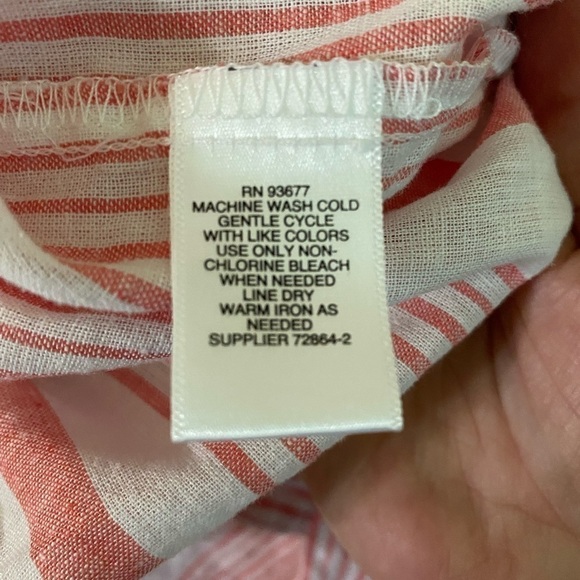 RN 93677
MACHINE WASH COLD
GENTLE CYCLE
WITH LIKE COLORS
USE ONLY NON-
CHLORINE BLEACH
WHEN NEEDED
LINE DRY
WARM IRON AS
NEEDED
SUPPLIER 72864-2